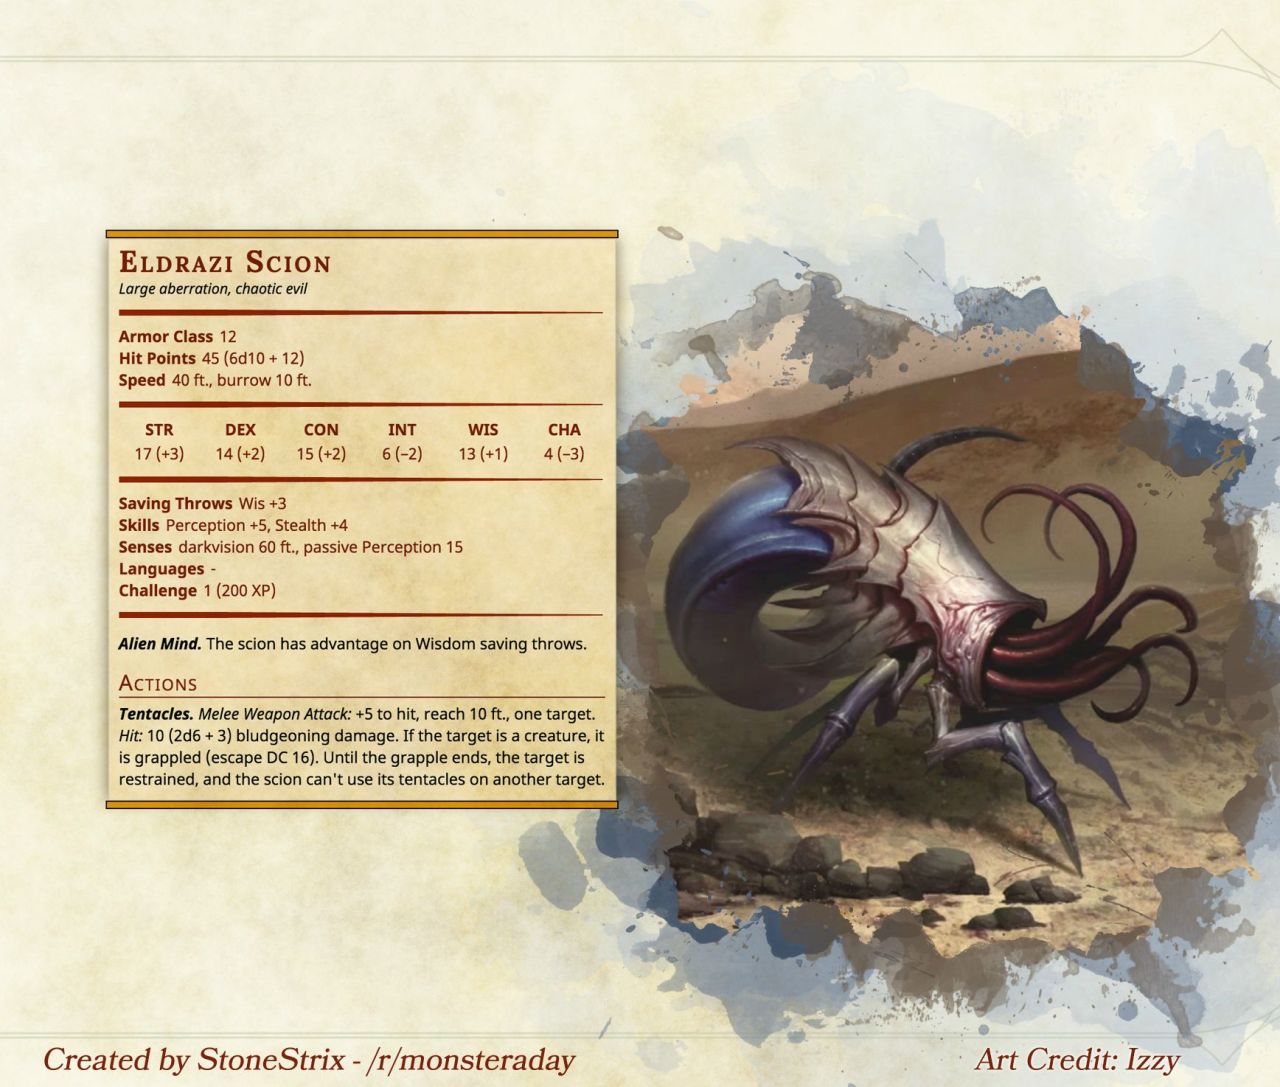 Eldrazi Scion
Large aberration, chaotic evil
Armor Class 12
Hit Points 45 (6d10 + 12)
Speed 40 ft., burrow 10 ft.
STR DEX CON INT WIS CHA
17 (+3) 14 (+2) 15 (+2) 6 (–2) 13 (+1) 4 (–3)
Saving Throws Wis +3
Skills Perception +5, Stealth +4
Senses darkvision 60 ft., passive Perception 15
Languages -
Challenge 1 (200 XP)
Alien Mind. The scion has advantage on Wisdom saving throws.
Actions
Tentacles. Melee Weapon Attack: +5 to hit, reach 10 ft., one target.
Hit: 10 (2d6 + 3) bludgeoning damage. If the target is a creature, it
is grappled (escape DC 16). Until the grapple ends, the target is
restrained, and the scion can't use its tentacles on another target.
Created by StoneStrix - /r/monsteraday
Art Credit: Izzy